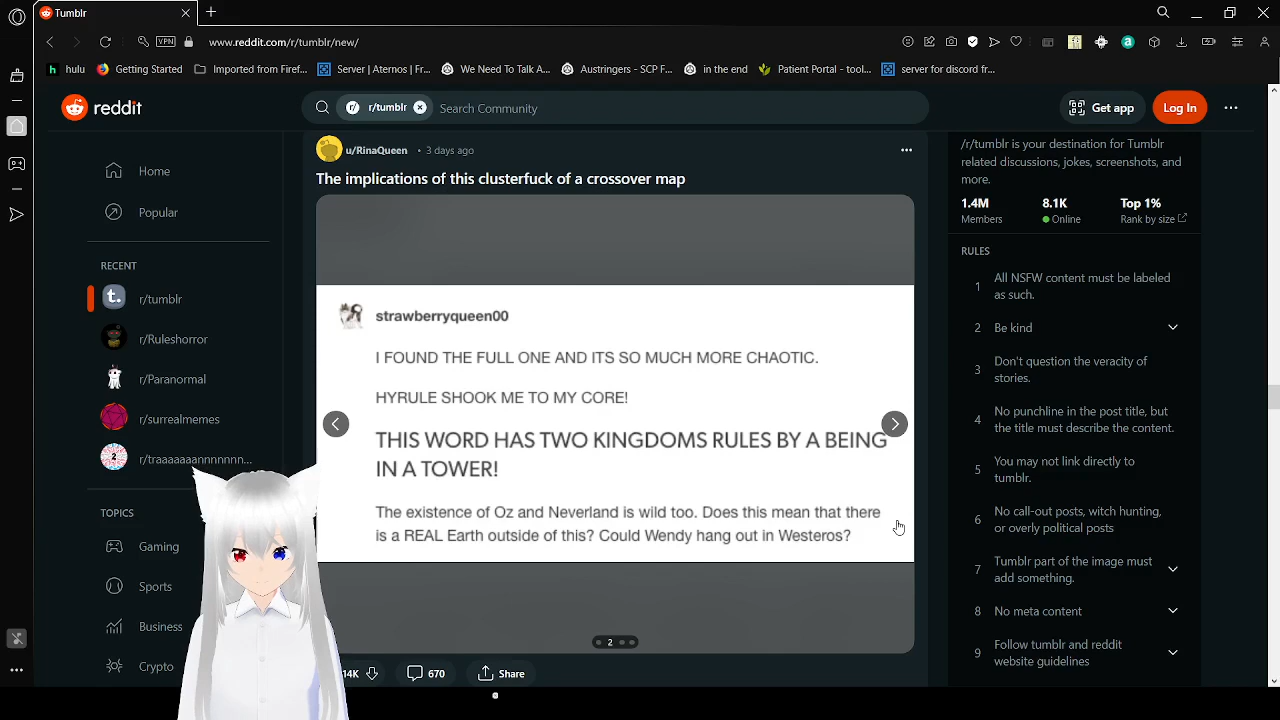 Tumblr
VPN
www.reddit.com/r/tumblr/new/
hulu
Getting Started
Imported from Firef...
Server | Aternos | Fr...
We Need To Talk A...
Austringers - SCP F...
in the end
Patient Portal - tool...
server for discord fr...
reddit
r/tumblr
Search Community
Get app
Log In
Home
Popular
RECENT
r/tumblr
r/Ruleshorror
r/Paranormal
r/surrealmemes
r/traaaaaaannnnnn...
TOPICS
Gaming
Sports
Business
Crypto
u/RinaQueen • 3 days ago
The implications of this clusterfuck of a crossover map
strawberryqueen00
I FOUND THE FULL ONE AND ITS SO MUCH MORE CHAOTIC.
HYRULE SHOOK ME TO MY CORE!
THIS WORD HAS TWO KINGDOMS RULES BY A BEING
IN A TOWER!
The existence of Oz and Neverland is wild too. Does this mean that there
is a REAL Earth outside of this? Could Wendy hang out in Westeros?
2
14K
670
Share
/r/tumblr is your destination for Tumblr
related discussions, jokes, screenshots, and
more.
1.4M 8.1K Top 1%
Members Online Rank by size
RULES
1 All NSFW content must be labeled
as such.
2 Be kind
3 Don't question the veracity of
stories.
4 No punchline in the post title, but
the title must describe the content.
5 You may not link directly to
tumblr.
6 No call-out posts, witch hunting,
or overly political posts
7 Tumblr part of the image must
add something.
8 No meta content
9 Follow tumblr and reddit
website guidelines